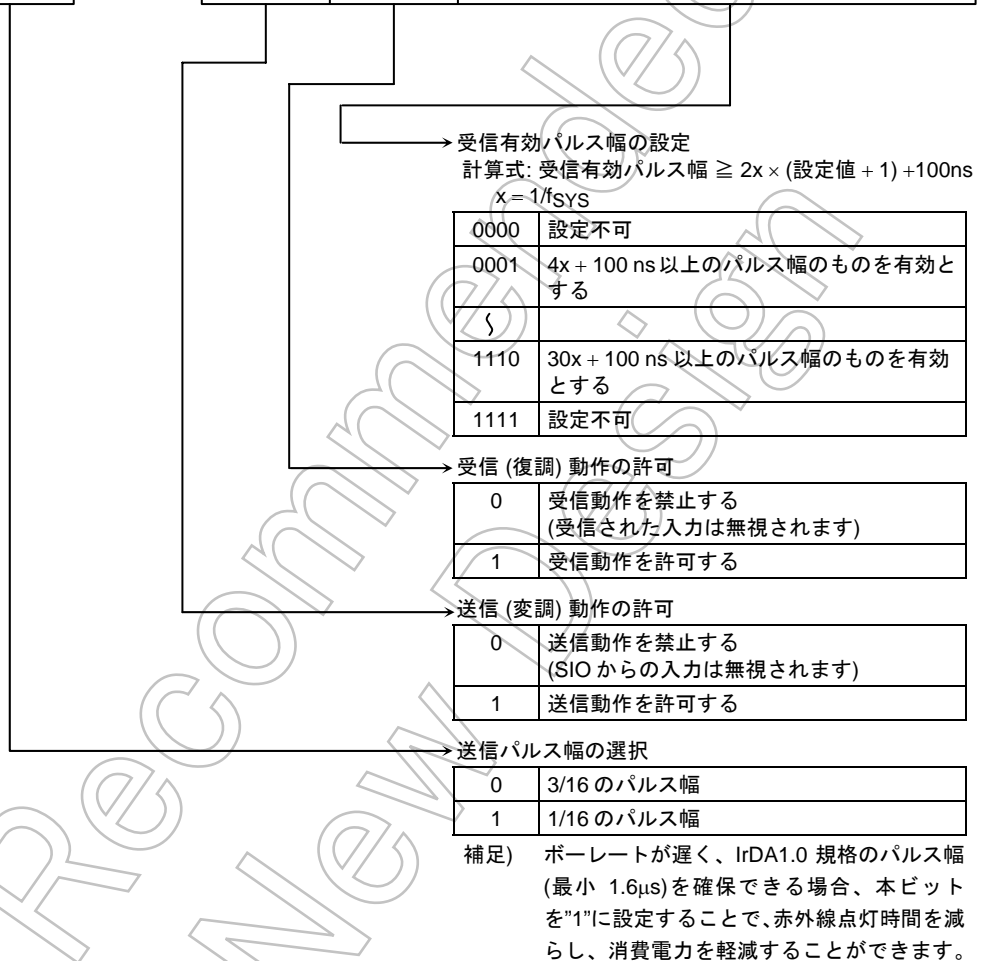 受信有効パルス幅の設定
計算式: 受信有効パルス幅 ≧ 2x × (設定値 + 1) +100ns
x = 1/fSYS
0000 設定不可
0001 4x + 100 ns以上のパルス幅のものを有効と
する
〜
1110 30x + 100 ns 以上のパルス幅のものを有効
とする
1111 設定不可
受信 (復調) 動作の許可
0 受信動作を禁止する
(受信された入力は無視されます)
1 受信動作を許可する
送信 (変調) 動作の許可
0 送信動作を禁止する
(SIO からの入力は無視されます)
1 送信動作を許可する
送信パルス幅の選択
0 3/16 のパルス幅
1 1/16 のパルス幅
補足) ボーレートが遅く、IrDA1.0 規格のパルス幅
(最小 1.6μs)を確保できる場合、本ビット
を"1"に設定することで、赤外線点灯時間を減
らし、消費電力を軽減することができます。
Recommended
New Design